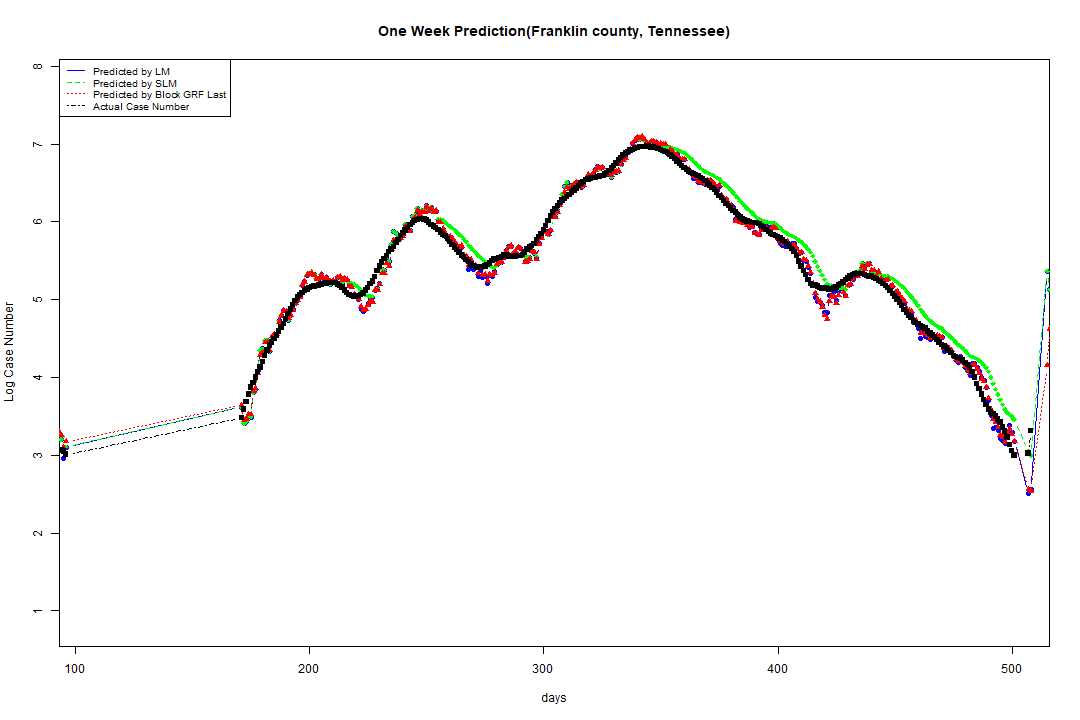 One Week Prediction(Franklin county, Tennessee)
Predicted by LM
Predicted by SLM
Predicted by Block GRF Last
Actual Case Number
8
7
6
5
4
3
2
1
Log Case Number
100 200 300 400 500
days